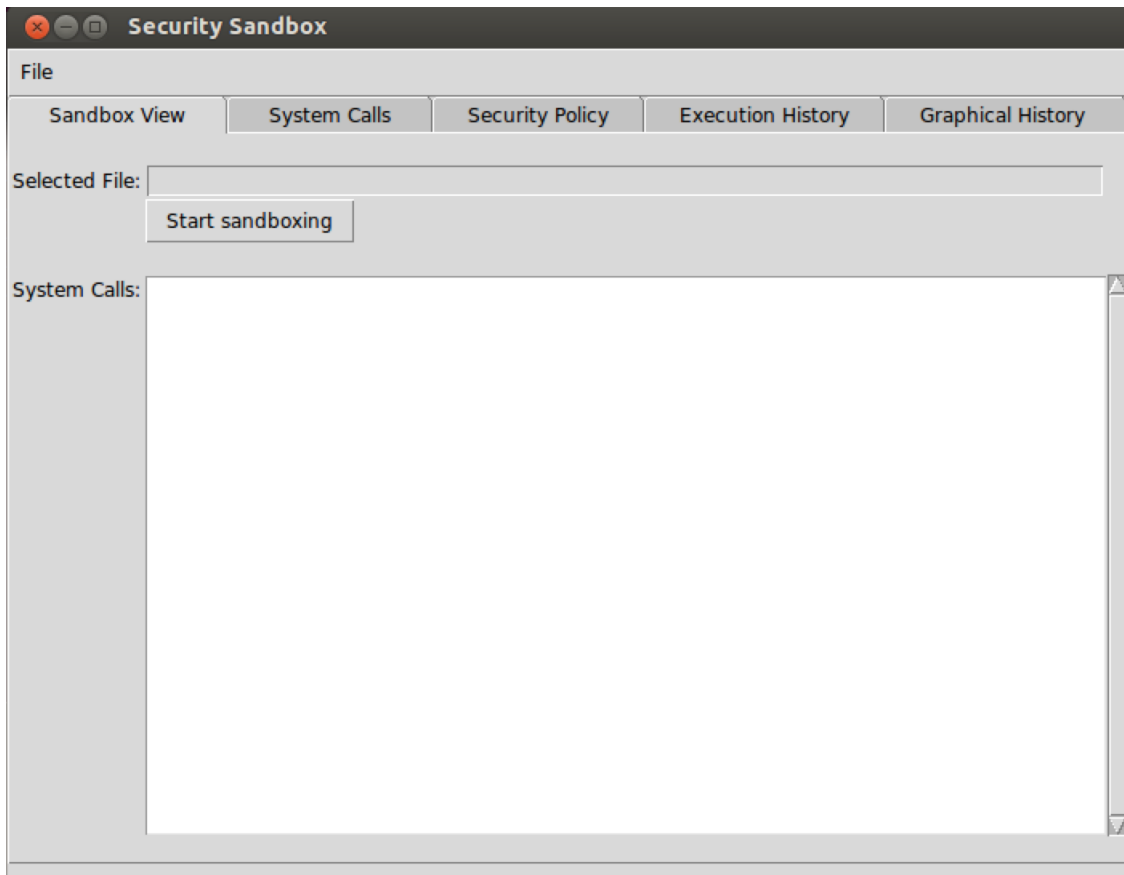 Security Sandbox
File
Sandbox View System Calls Security Policy Execution History Graphical History
Selected File:
Start sandboxing
System Calls: